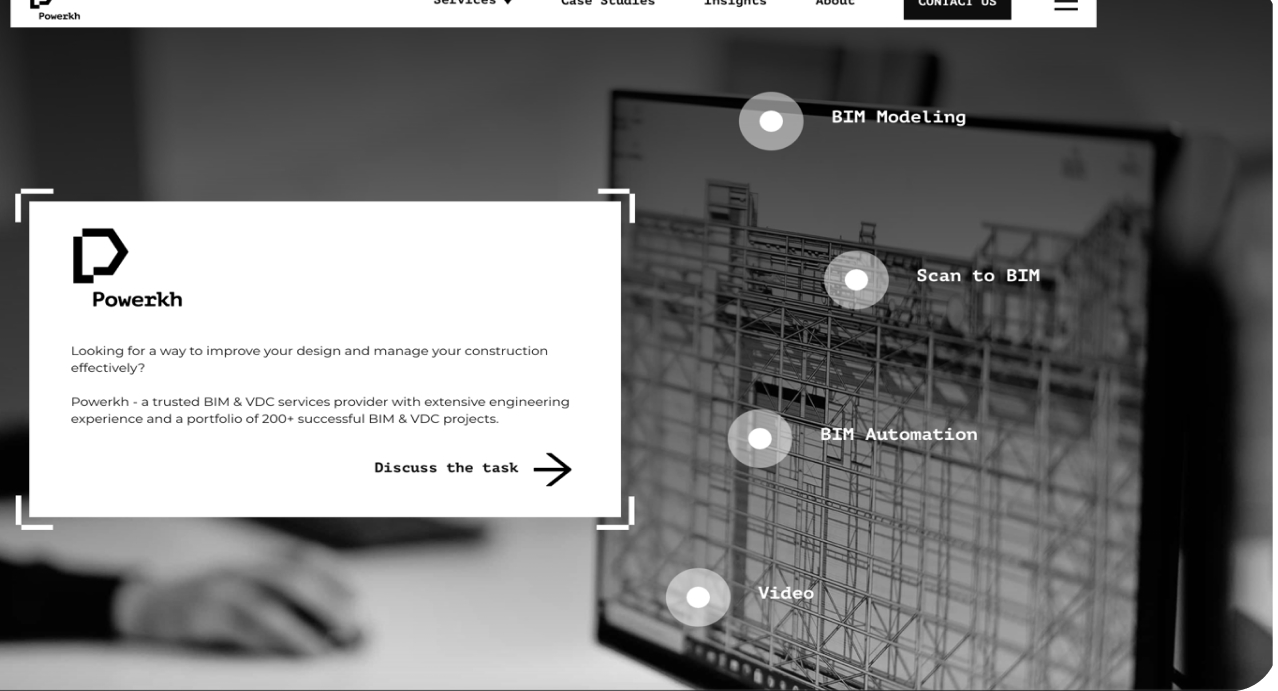 Powerkh
Services
Case Studies
Insights
About
CONTACT US
BIM Modeling
Scan to BIM
Powerkh
Looking for a way to improve your design and manage your construction
effectively?
Powerkh - a trusted BIM & VDC services provider with extensive engineering
experience and a portfolio of 200+ successful BIM & VDC projects.
BIM Automation
Discuss the task
Video